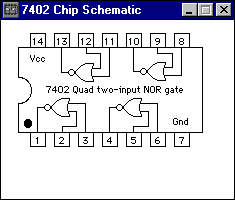 7402 Chip Schematic
14 13 12 11 10 9 8
Vcc
7402 Quad two-input NOR gate
Gnd
1 2 3 4 5 6 7